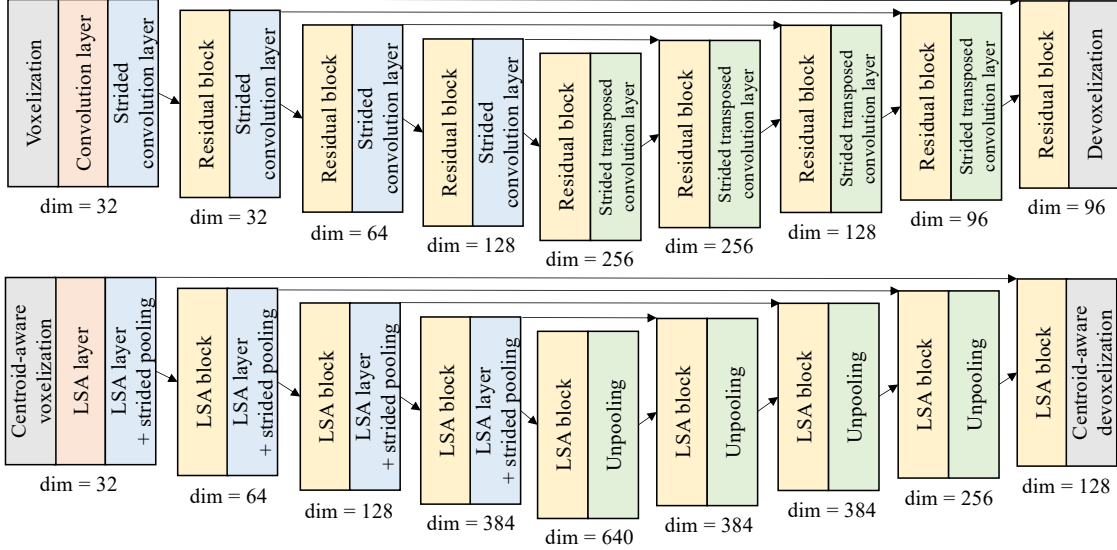 Voxelization
Convolution layer
Strided
convolution layer
dim = 32
Residual block
Strided
convolution layer
dim = 32
Residual block
Strided
convolution layer
dim = 64
Residual block
Strided
convolution layer
dim = 128
Residual block
Strided transposed
convolution layer
dim = 256
Residual block
Strided transposed
convolution layer
dim = 256
Residual block
Strided transposed
convolution layer
dim = 128
Residual block
Strided transposed
convolution layer
dim = 96
Residual block
Devoxelization
dim = 96
Centroid-aware
voxelization
LSA layer
LSA layer
+ strided pooling
dim = 32
LSA block
LSA layer
+ strided pooling
dim = 64
LSA block
LSA layer
+ strided pooling
dim = 128
LSA block
LSA layer
+ strided pooling
dim = 384
LSA block
Unpooling
dim = 640
LSA block
Unpooling
dim = 384
LSA block
Unpooling
dim = 384
LSA block
Unpooling
dim = 256
LSA block
Centroid-aware
devoxelization
dim = 128